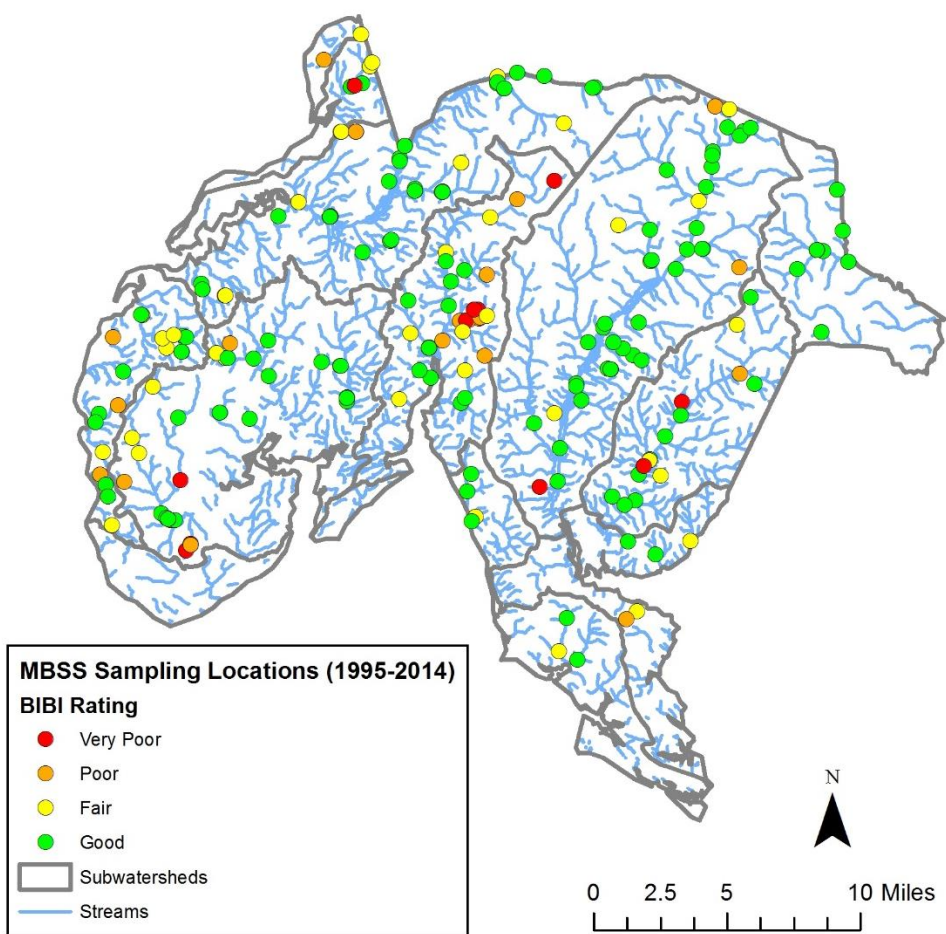 MBSS Sampling Locations (1995-2014)
BIBI Rating
Very Poor
Poor
Fair
Good
Subwatersheds
Streams
N
0 2.5 5 10 Miles